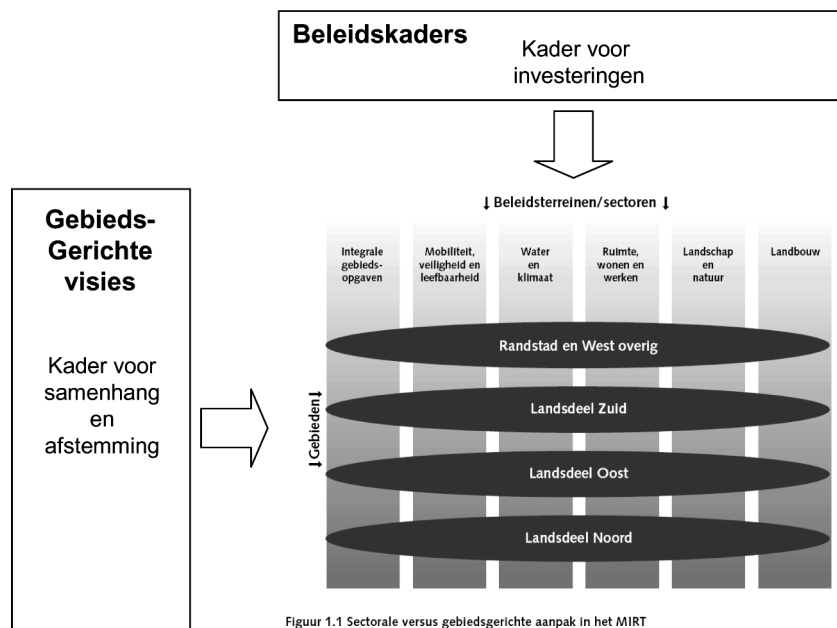 Beleidskaders
Kader voor
investeringen
Gebieds-
Gerichte
visies
Kader voor
samenhang
en
afstemming
↓ Beleidsterreinen/sectoren ↓
Integrale
gebieds-
opgaven
Mobiliteit,
veiligheid en
leefbaarheid
Water
en
klimaat
Ruimte,
wonen en
werken
Landschap
en
natuur
Landbouw
↓Gebieden↓
Randstad en West overig
Landsdeel Zuid
Landsdeel Oost
Landsdeel Noord
Figuur 1.1 Sectorale versus gebiedsgerichte aanpak in het MIRT